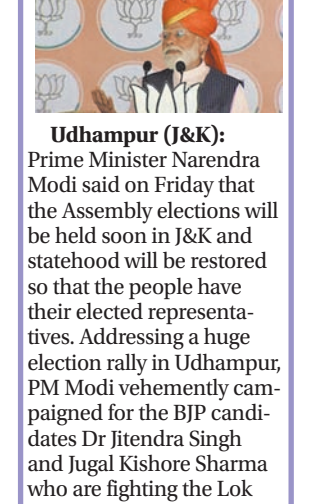 Udhampur (J&K):
Prime Minister Narendra
Modi said on Friday that
the Assembly elections will
be held soon in J&K and
statehood will be restored
so that the people have
their elected representa-
tives. Addressing a huge
election rally in Udhampur,
PM Modi vehemently cam-
paigned for the BJP candi-
dates Dr Jitendra Singh
and Jugal Kishore Sharma
who are fighting the Lok